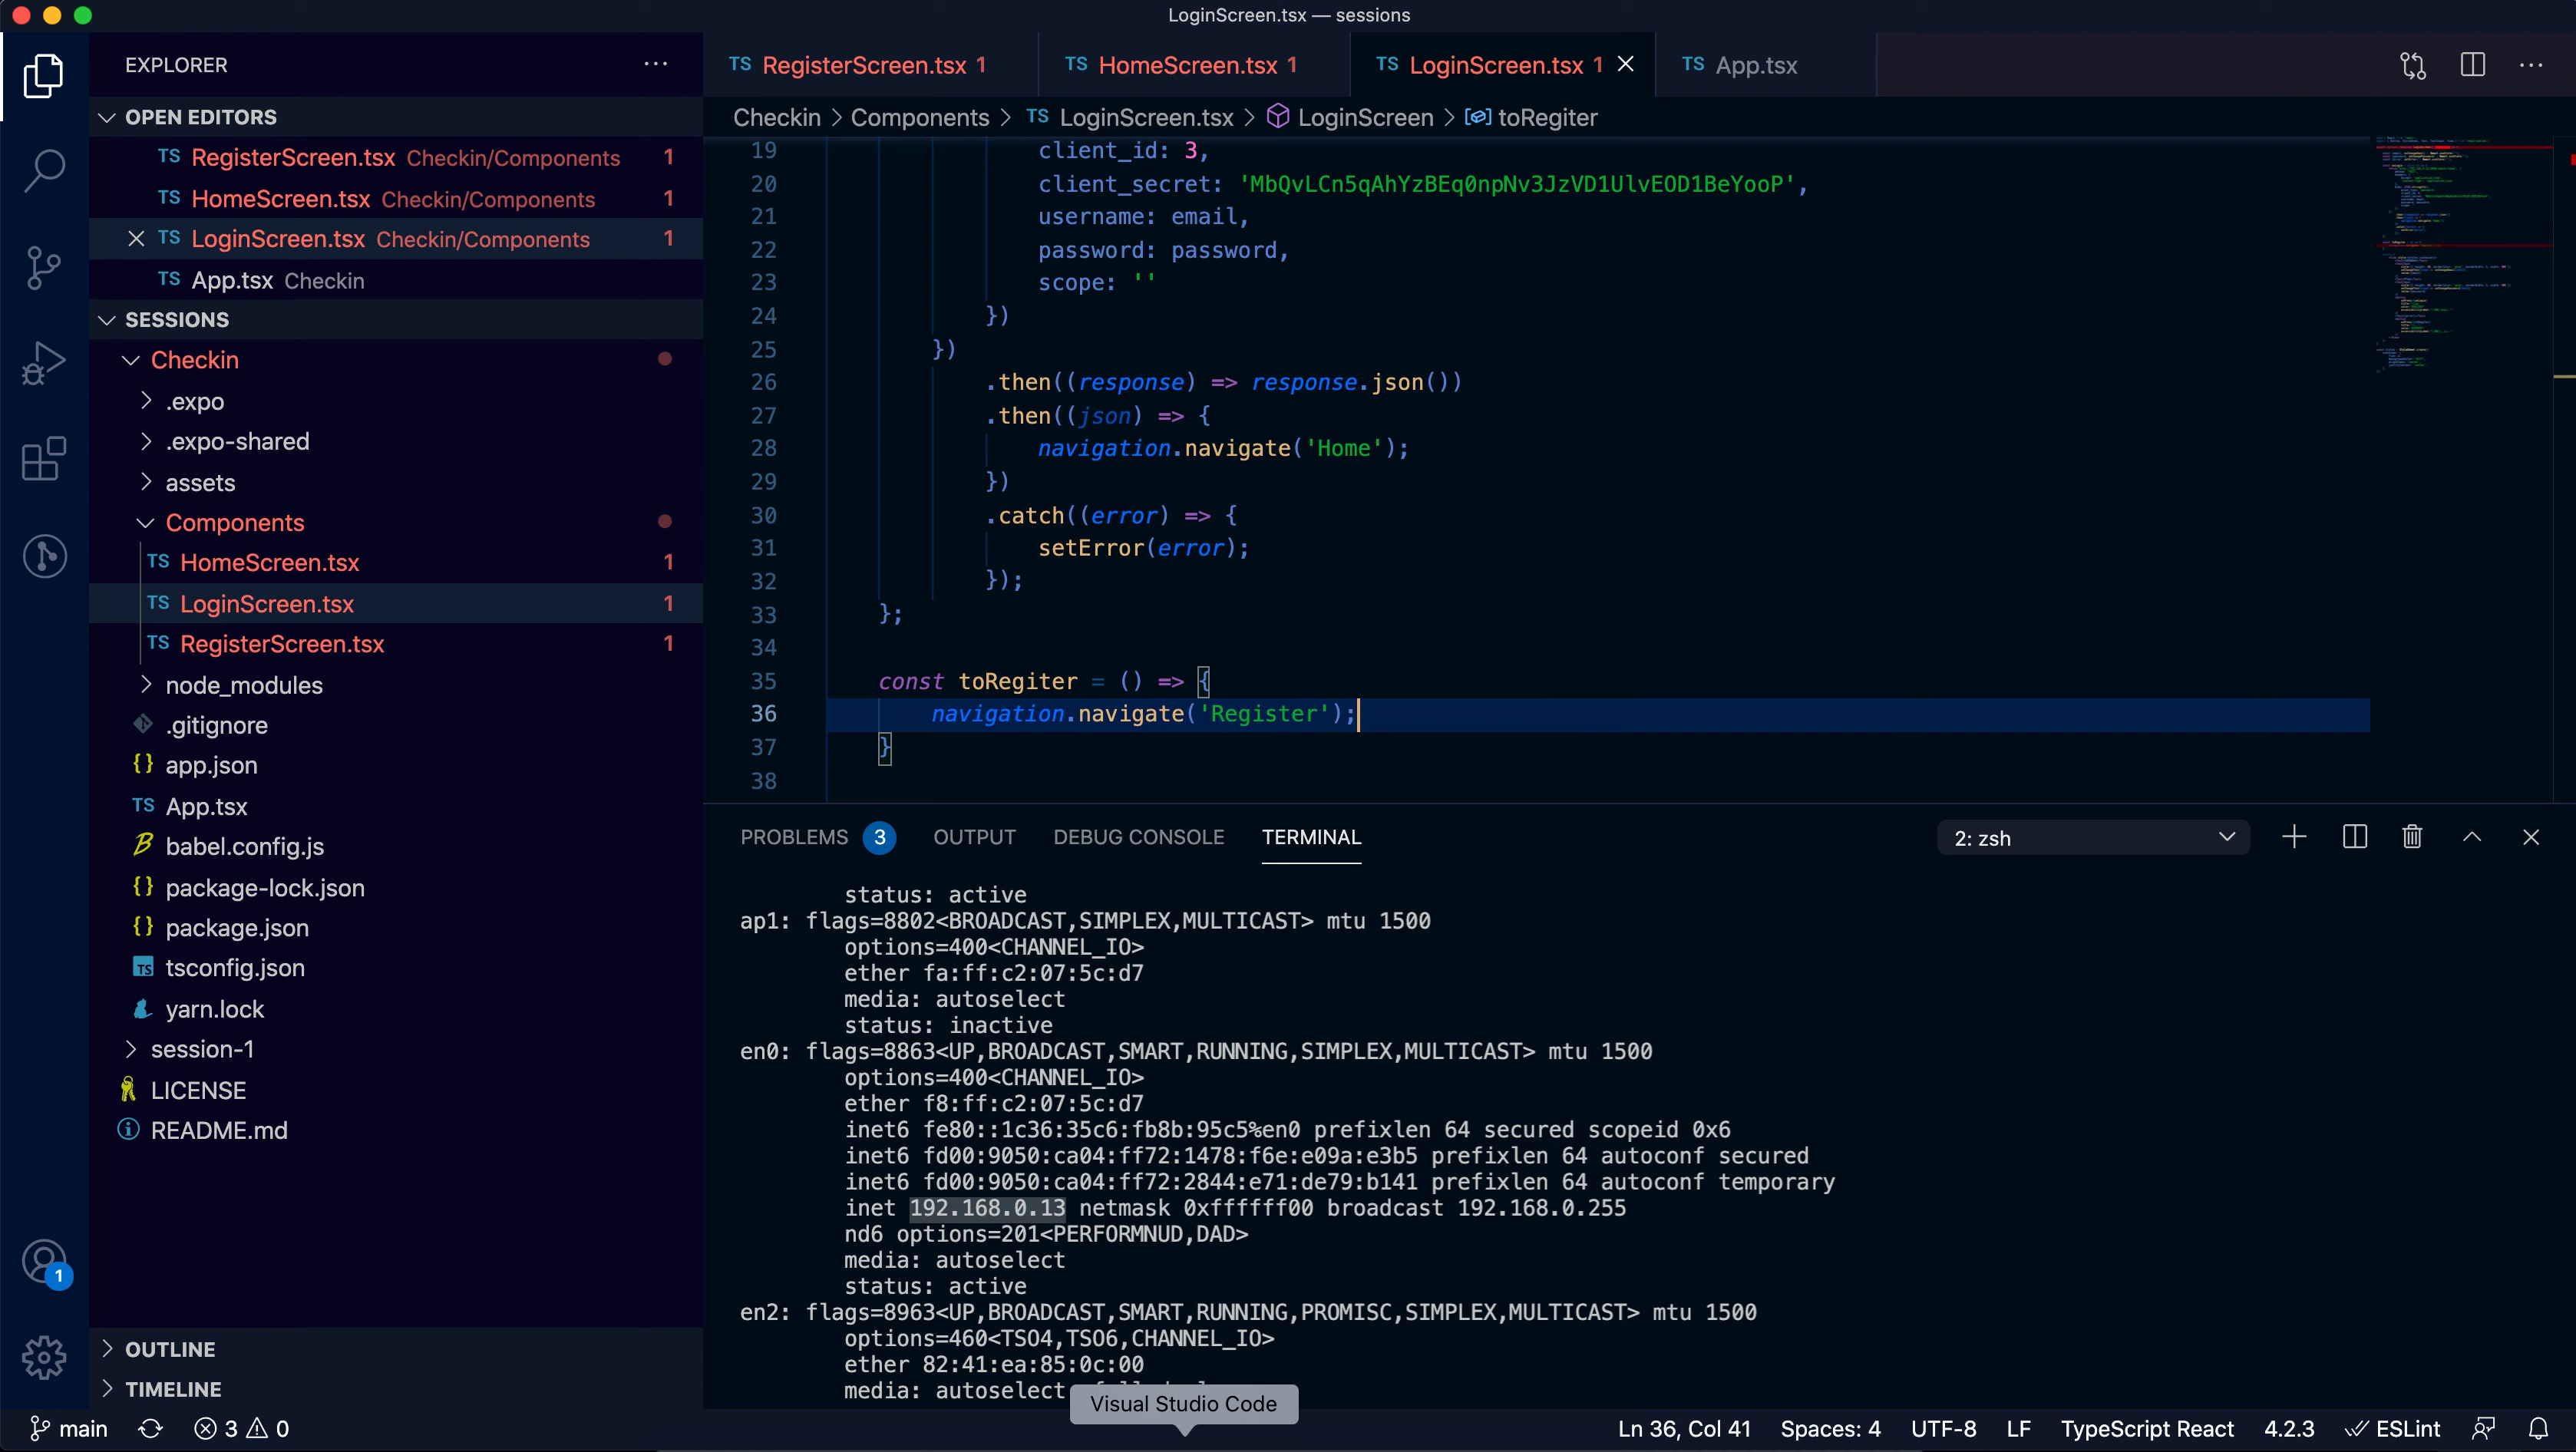 LoginScreen.tsx — sessions
EXPLORER
OPEN EDITORS
TS RegisterScreen.tsx Checkin/Components 1
TS HomeScreen.tsx Checkin/Components 1
TS LoginScreen.tsx Checkin/Components 1
TS App.tsx Checkin
SESSIONS
Checkin
.expo
.expo-shared
assets
Components
TS HomeScreen.tsx 1
TS LoginScreen.tsx 1
TS RegisterScreen.tsx 1
node_modules
.gitignore
{} app.json
TS App.tsx
babel.config.js
{} package-lock.json
{} package.json
TS tsconfig.json
yarn.lock
session-1
LICENSE
README.md
OUTLINE
TIMELINE
1
TS RegisterScreen.tsx 1
TS HomeScreen.tsx 1
TS LoginScreen.tsx 1
TS App.tsx
Checkin > Components > TS LoginScreen.tsx > LoginScreen > toRegiter
19 client_id: 3,
20 client_secret: 'MbQvLCn5qAhYzBEq0npNv3JzVD1UlvEOD1BeYooP',
21 username: email,
22 password: password,
23 scope: ''
24 })
25 })
26 .then((response) => response.json())
27 .then((json) => {
28 navigation.navigate('Home');
29 })
30 .catch((error) => {
31 setError(error);
32 });
33 };
34
35 const toRegiter = () => {
36 navigation.navigate('Register');
37 }
38
PROBLEMS 3 OUTPUT DEBUG CONSOLE TERMINAL 2: zsh
status: active
ap1: flags=8802<BROADCAST,SIMPLEX,MULTICAST> mtu 1500
options=400<CHANNEL_IO>
ether fa:ff:c2:07:5c:d7
media: autoselect
status: inactive
en0: flags=8863<UP,BROADCAST,SMART,RUNNING,SIMPLEX,MULTICAST> mtu 1500
options=400<CHANNEL_IO>
ether f8:ff:c2:07:5c:d7
inet6 fe80::1c36:35c6:fb8b:95c5%en0 prefixlen 64 secured scopeid 0x6
inet6 fd00:9050:ca04:ff72:1478:f6e:e09a:e3b5 prefixlen 64 autoconf secured
inet6 fd00:9050:ca04:ff72:2844:e71:de79:b141 prefixlen 64 autoconf temporary
inet 192.168.0.13 netmask 0xffffff00 broadcast 192.168.0.255
nd6 options=201<PERFORMNUD,DAD>
media: autoselect
status: active
en2: flags=8963<UP,BROADCAST,SMART,RUNNING,PROMISC,SIMPLEX,MULTICAST> mtu 1500
options=460<TSO4,TSO6,CHANNEL_IO>
ether 82:41:ea:85:0c:00
media: autoselect
Visual Studio Code
main 3 0 Ln 36, Col 41 Spaces: 4 UTF-8 LF TypeScript React 4.2.3 ESLint